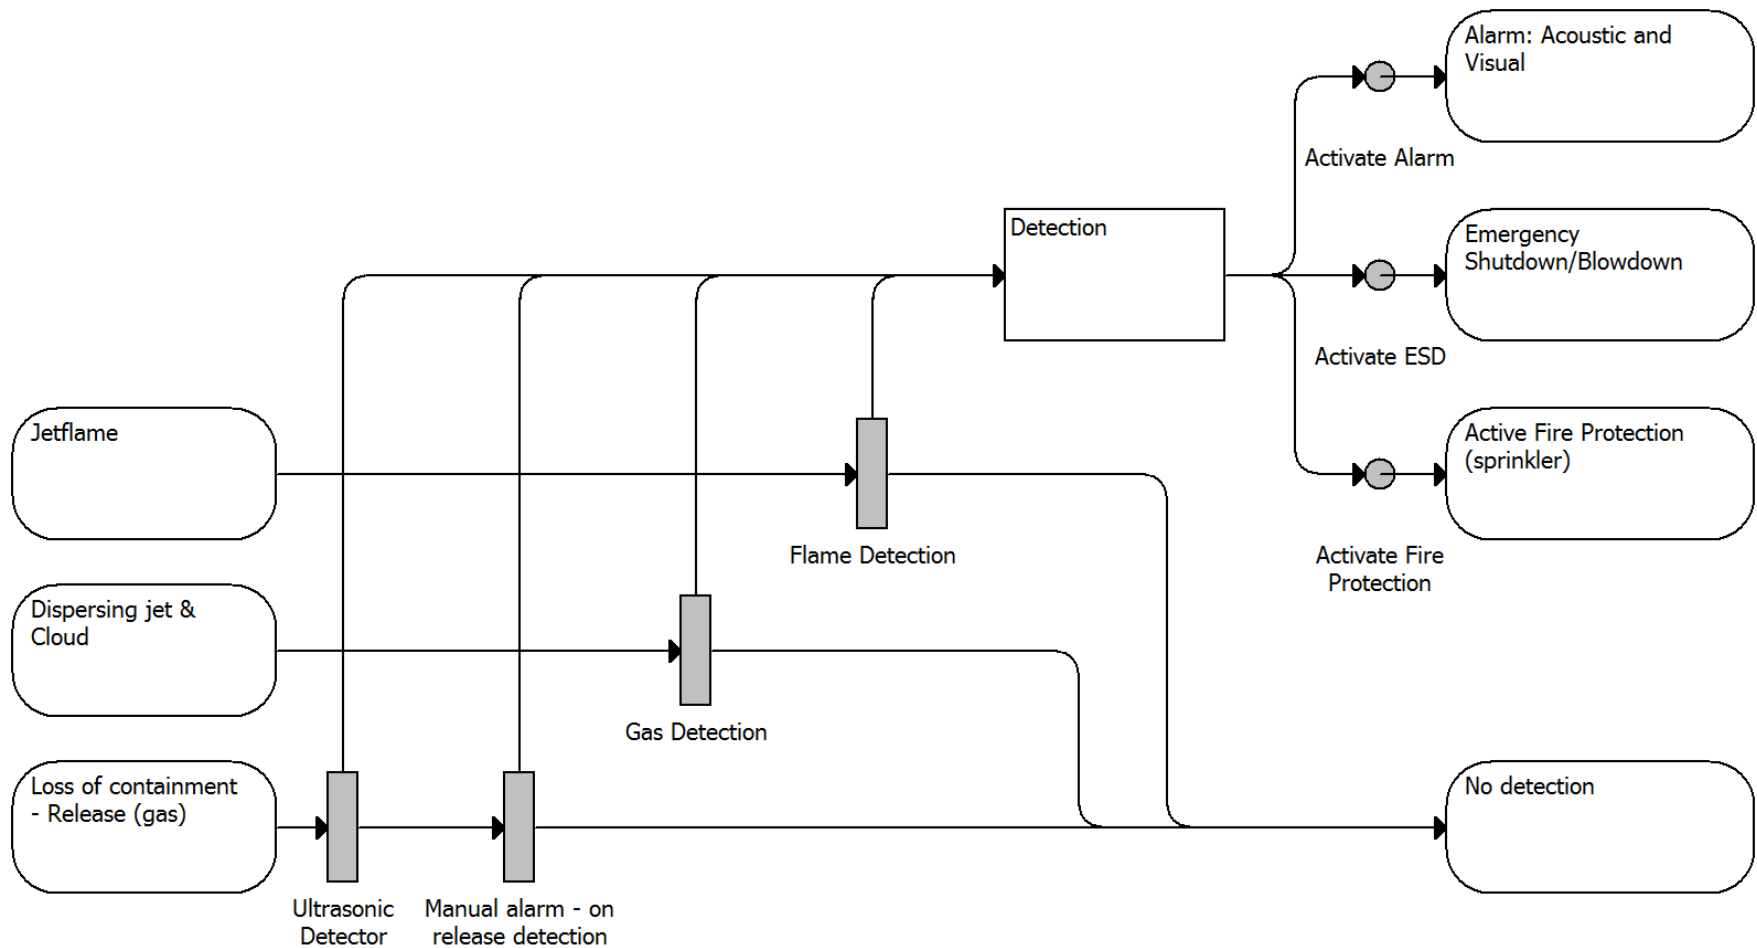 Alarm: Acoustic and
Visual
Activate Alarm
Detection
Emergency
Shutdown/Blowdown
Activate ESD
Jetflame
Active Fire Protection
(sprinkler)
Flame Detection
Activate Fire
Protection
Dispersing jet &
Cloud
Gas Detection
Loss of containment
- Release (gas)
No detection
Ultrasonic
Detector
Manual alarm - on
release detection